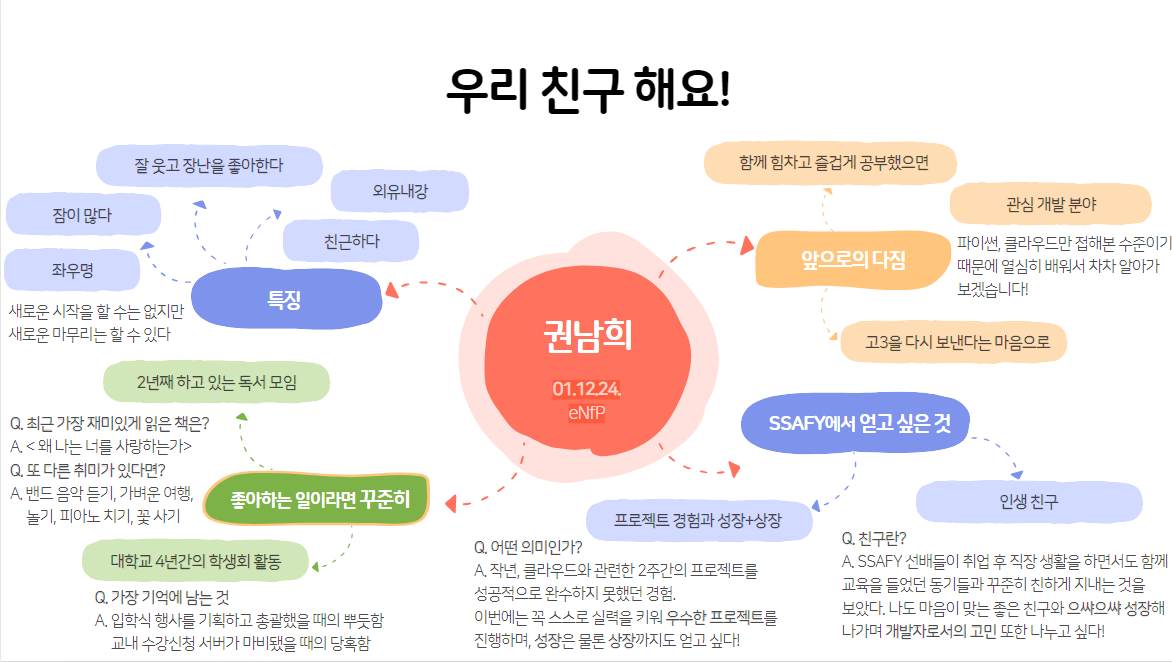 우리 친구 해요!
잘 웃고 장난을 좋아한다
외유내강
잠이 많다
친근하다
좌우명
특징
새로운 시작을 할 수는 없지만
새로운 마무리는 할 수 있다
함께 힘차고 즐겁게 공부했으면
관심 개발 분야
앞으로의 다짐
파이썬, 클라우드만 접해본 수준이기
때문에 열심히 배워서 차차 알아가
보겠습니다!
고3을 다시 보낸다는 마음으로
권남희
01.12.24.
eNfP
2년째 하고 있는 독서 모임
Q. 최근 가장 재미있게 읽은 책은?
A. < 왜 나는 너를 사랑하는가>
Q. 또 다른 취미가 있다면?
A. 밴드 음악 듣기, 가벼운 여행,
놀기, 피아노 치기, 꽃 사기
좋아하는 일이라면 꾸준히
대학교 4년간의 학생회 활동
Q. 가장 기억에 남는 것
A. 입학식 행사를 기획하고 총괄했을 때의 뿌듯함
교내 수강신청 서버가 마비됐을 때의 당혹함
SSAFY에서 얻고 싶은 것
프로젝트 경험과 성장+상장
Q. 어떤 의미인가?
A. 작년, 클라우드와 관련한 2주간의 프로젝트를
성공적으로 완수하지 못했던 경험.
이번에는 꼭 스스로 실력을 키워 우수한 프로젝트를
진행하며, 성장은 물론 상장까지도 얻고 싶다!
인생 친구
Q. 친구란?
A. SSAFY 선배들이 취업 후 직장 생활을 하면서도 함께
교육을 들었던 동기들과 꾸준히 친하게 지내는 것을
보았다. 나도 마음이 맞는 좋은 친구와 으쌰으쌰 성장해
나가며 개발자로서의 고민 또한 나누고 싶다!